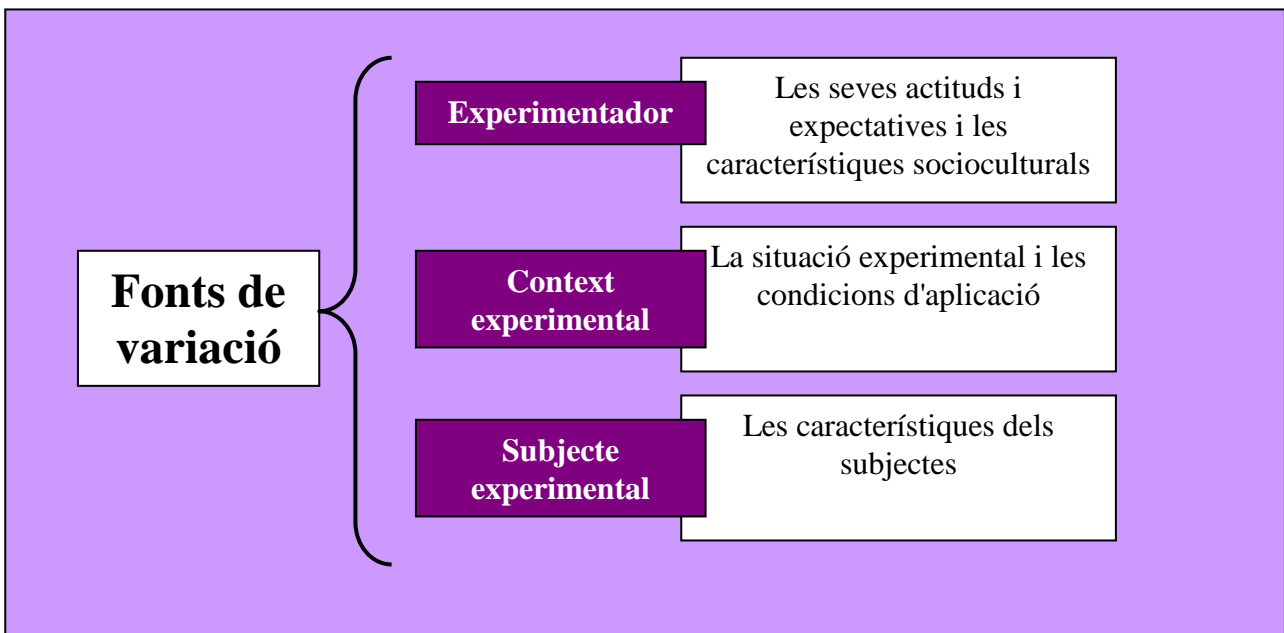 Fonts de
variació
Experimentador
Les seves actituds i
expectatives i les
característiques socioculturals
Context
experimental
La situació experimental i les
condicions d'aplicació
Subjecte
experimental
Les característiques dels
subjectes